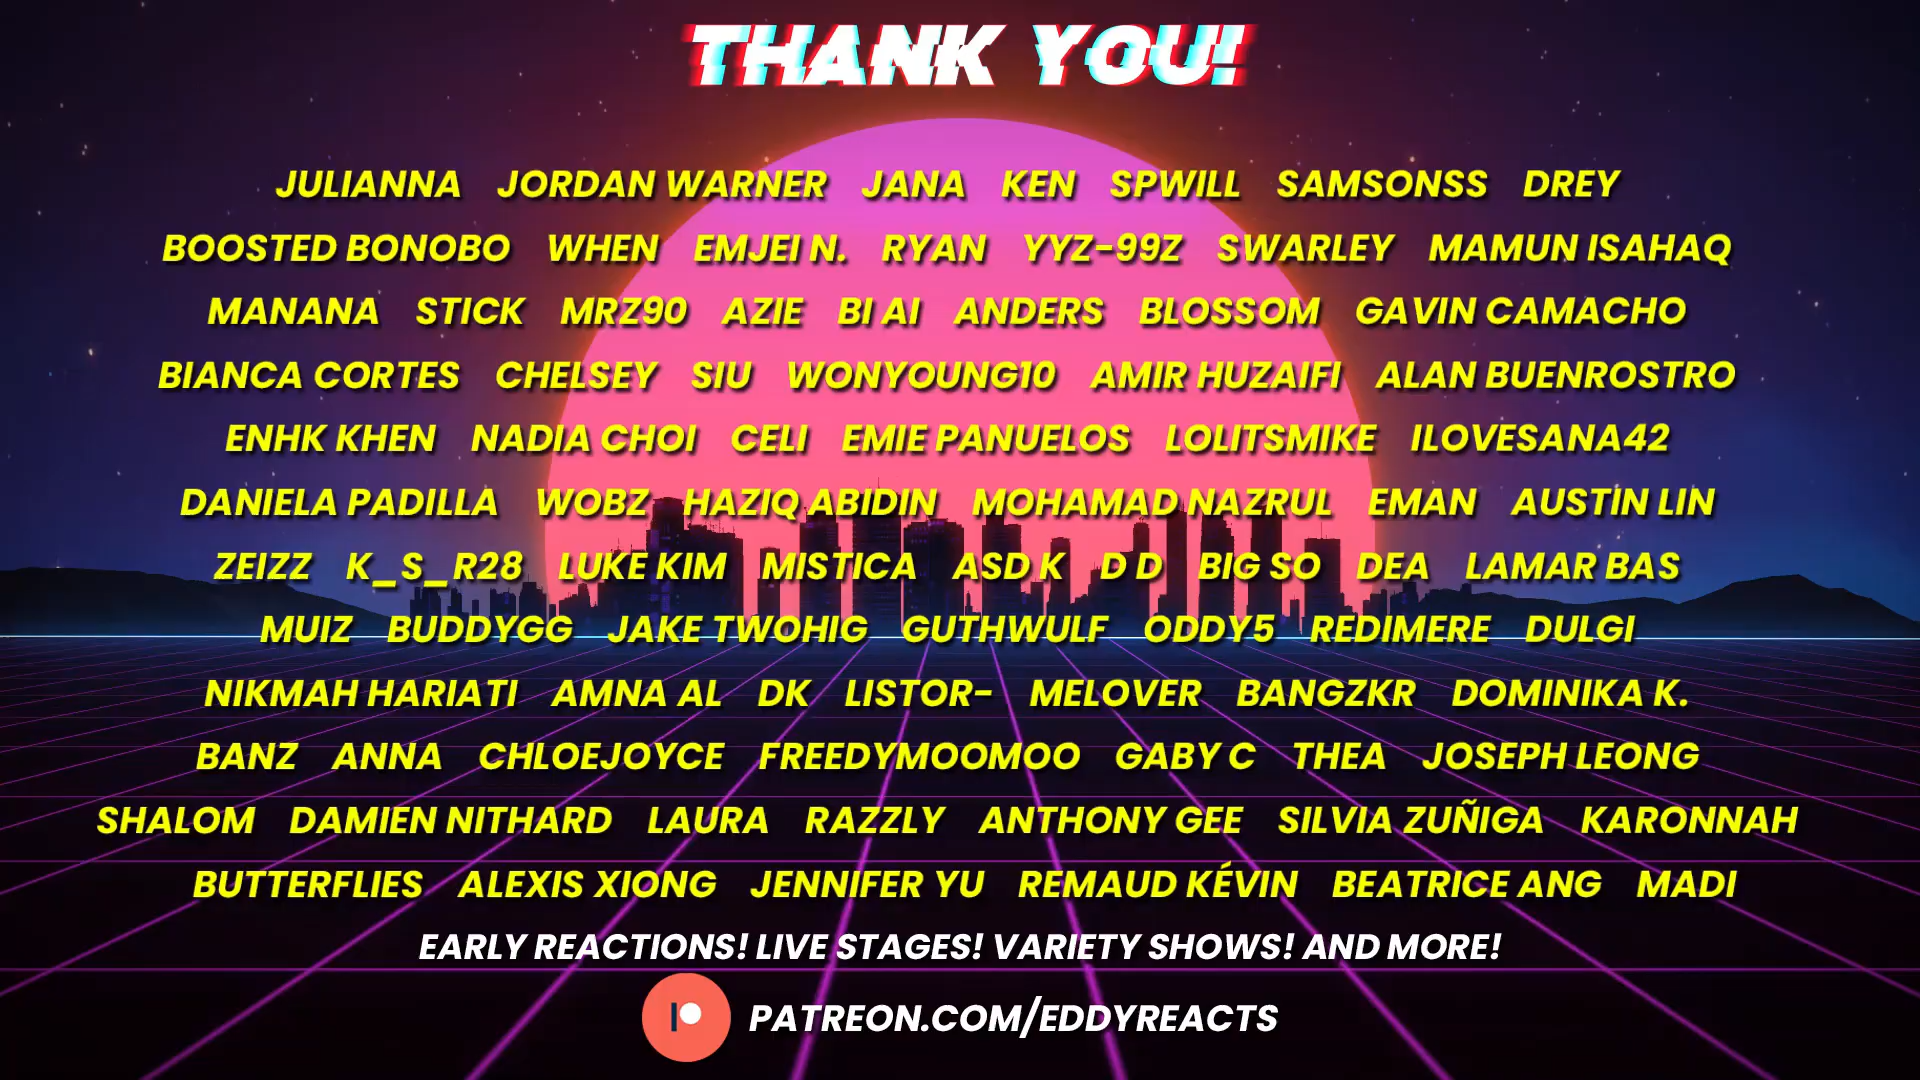 THANK YOU!
JULIANNA JORDAN WARNER JANA KEN SPWILL SAMSONSS DREY
BOOSTED BONOBO WHEN EMJEI N. RYAN YYZ-99Z SWARLEY MAMUN ISAHAQ
MANANA STICK MRZ90 AZIE BI AI ANDERS BLOSSOM GAVIN CAMACHO
BIANCA CORTES CHELSEY SIU WONYOUNG10 AMIR HUZAIFI ALAN BUENROSTRO
ENHK KHEN NADIA CHOI CELI EMIE PANUELOS LOLITSMIKE ILOVESANA42
DANIELA PADILLA WOBZ HAZIQ ABIDIN MOHAMAD NAZRUL EMAN AUSTIN LIN
ZEIZZ K_S_R28 LUKE KIM MISTICA ASD K D D BIG SO DEA LAMAR BAS
MUIZ BUDDYGG JAKE TWOHIG GUTHWULF ODDY5 REDIMERE DULGI
NIKMAH HARIATI AMNA AL DK LISTOR- MELOVER BANGZKR DOMINIKA K.
BANZ ANNA CHLOEJOYCE FREEDYMOOMOO GABY C THEA JOSEPH LEONG
SHALOM DAMIEN NITHARD LAURA RAZZLY ANTHONY GEE SILVIA ZUÑIGA KARONNAH
BUTTERFLIES ALEXIS XIONG JENNIFER YU REMAUD KÉVIN BEATRICE ANG MADI
EARLY REACTIONS! LIVE STAGES! VARIETY SHOWS! AND MORE!
PATREON.COM/EDDYREACTS